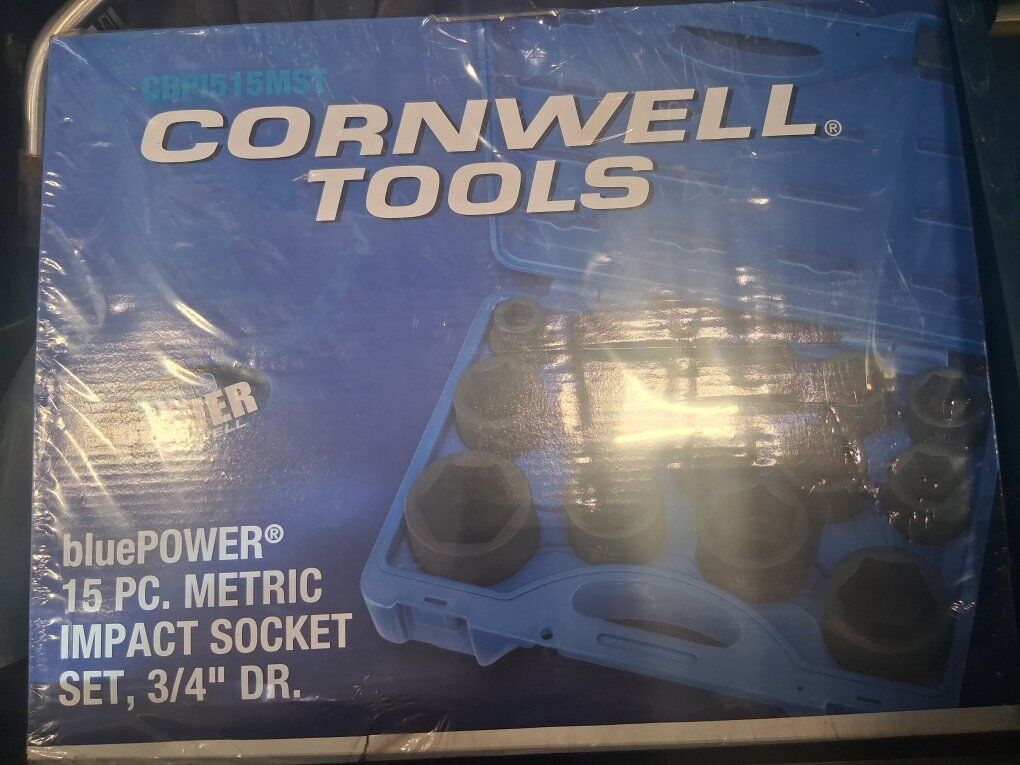 CBPI515MST
CORNWELL®
TOOLS
bluePOWER®
15 PC. METRIC
IMPACT SOCKET
SET, 3/4" DR.